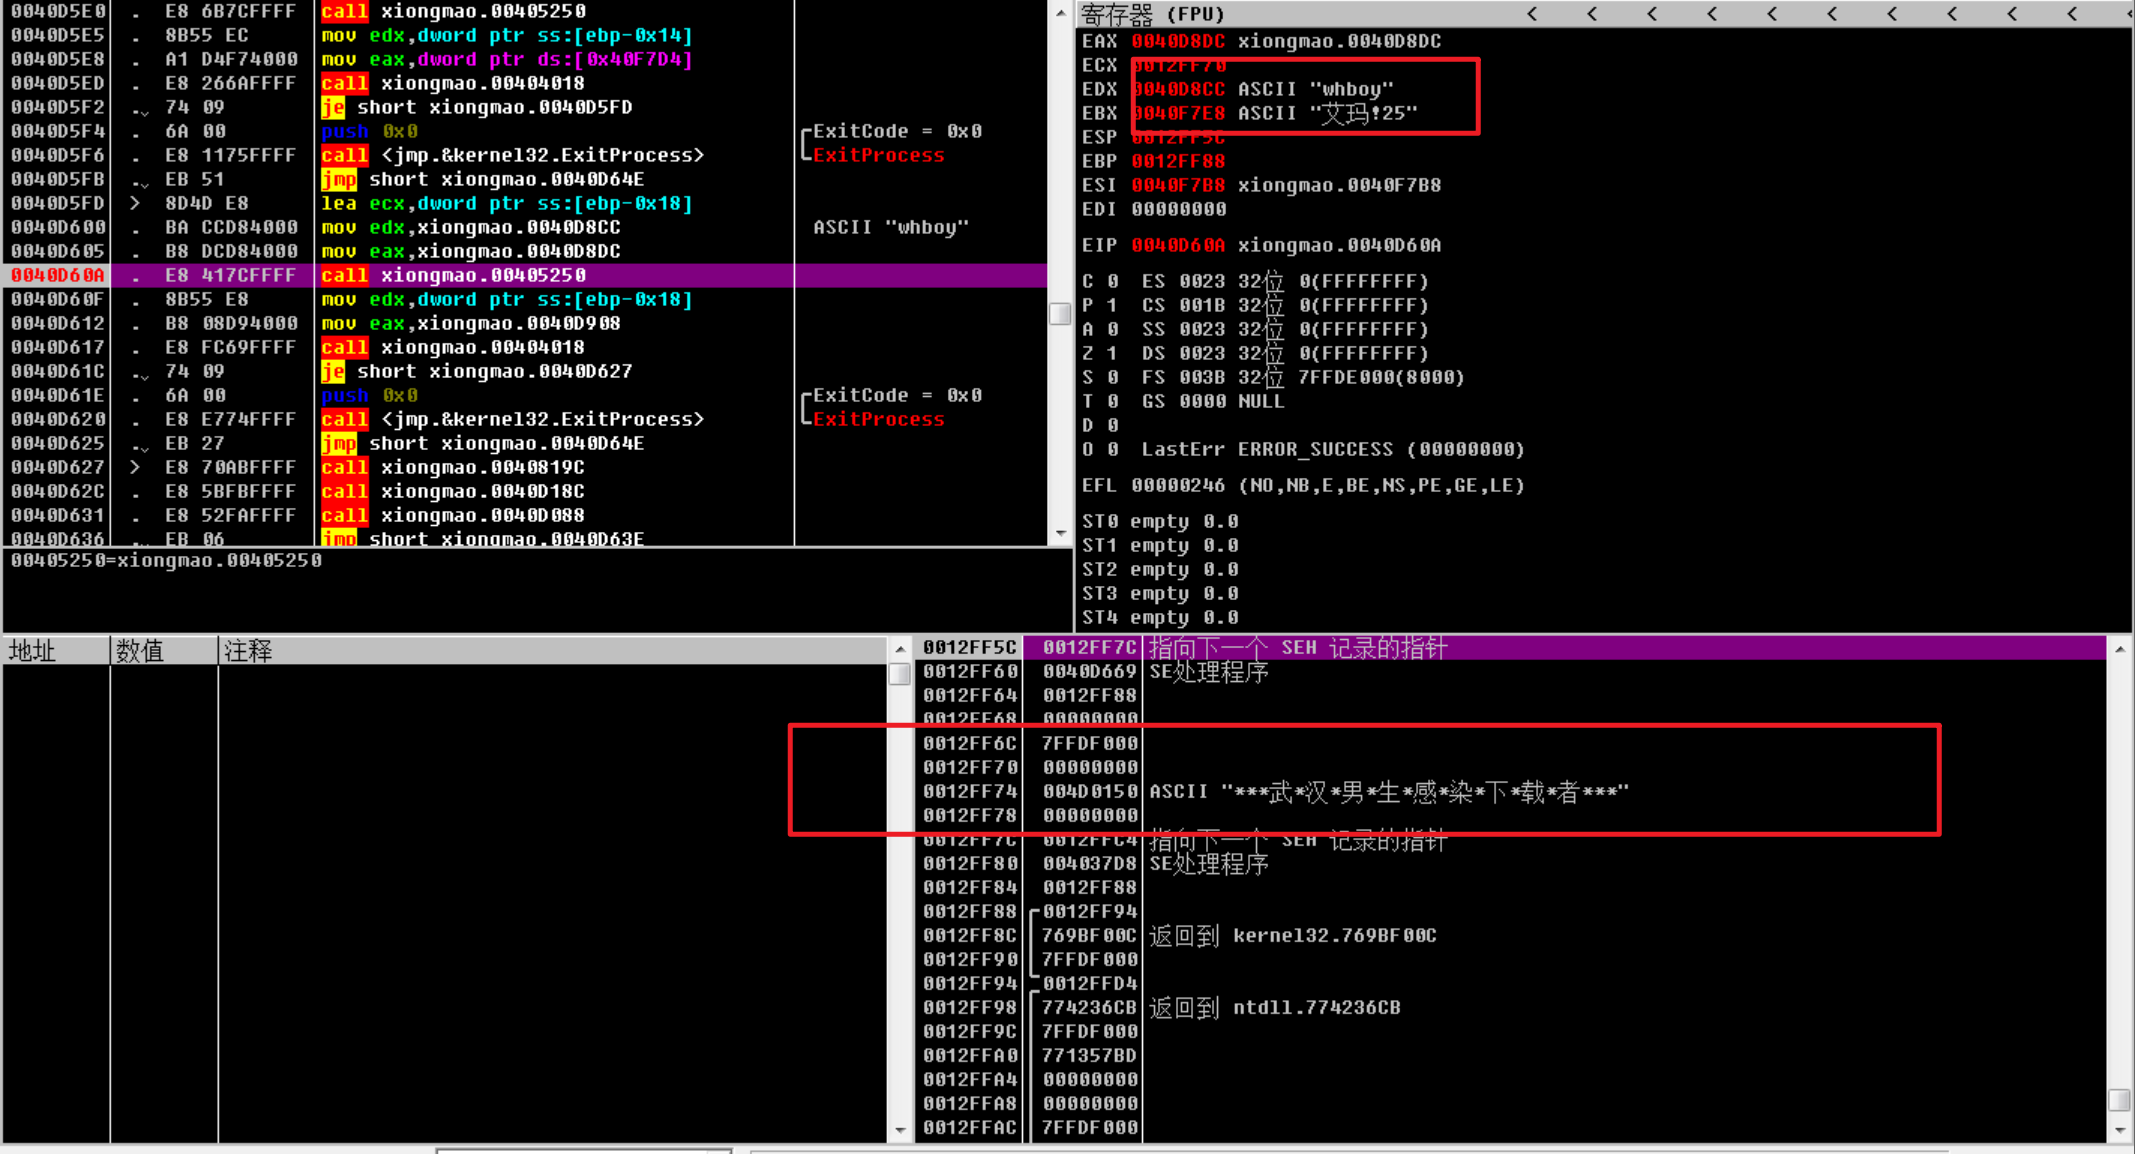 0040D5E0 . E8 6B7CFFFF call xiongmao.00405250
0040D5E5 . 8B55 EC mov edx,dword ptr ss:[ebp-0x14]
0040D5E8 . A1 D4F74000 mov eax,dword ptr ds:[0x40F7D4]
0040D5ED . E8 266AFFFF call xiongmao.00404018
0040D5F2 .v 74 09 je short xiongmao.0040D5FD
0040D5F4 . 6A 00 push 0x0 ExitCode = 0x0
0040D5F6 . E8 1175FFFF call <jmp.&kernel32.ExitProcess> ExitProcess
0040D5FB .v EB 51 jmp short xiongmao.0040D64E
0040D5FD > 8D4D E8 lea ecx,dword ptr ss:[ebp-0x18]
0040D600 . BA CCD84000 mov edx,xiongmao.0040D8CC ASCII "whboy"
0040D605 . B8 DCD84000 mov eax,xiongmao.0040D8DC
0040D60A . E8 417CFFFF call xiongmao.00405250
0040D60F . 8B55 E8 mov edx,dword ptr ss:[ebp-0x18]
0040D612 . B8 08D94000 mov eax,xiongmao.0040D908
0040D617 . E8 FC69FFFF call xiongmao.00404018
0040D61C .v 74 09 je short xiongmao.0040D627
0040D61E . 6A 00 push 0x0 ExitCode = 0x0
0040D620 . E8 E774FFFF call <jmp.&kernel32.ExitProcess> ExitProcess
0040D625 .v EB 27 jmp short xiongmao.0040D64E
0040D627 > E8 70ABFFFF call xiongmao.0040819C
0040D62C . E8 5BFBFFFF call xiongmao.0040D18C
0040D631 . E8 52FAFFFF call xiongmao.0040D088
0040D636 .v EB 06 jmp short xiongmao.0040D63E
00405250=xiongmao.00405250
寄存器 (FPU) < < < < < < < < < < <
EAX 0040D8DC xiongmao.0040D8DC
ECX 0012FF70
EDX 0040D8CC ASCII "whboy"
EBX 0040F7E8 ASCII "艾玛!25"
ESP 0012FF5C
EBP 0012FF88
ESI 0040F7B8 xiongmao.0040F7B8
EDI 00000000
EIP 0040D60A xiongmao.0040D60A
C 0 ES 0023 32位 0(FFFFFFFF)
P 1 CS 001B 32位 0(FFFFFFFF)
A 0 SS 0023 32位 0(FFFFFFFF)
Z 1 DS 0023 32位 0(FFFFFFFF)
S 0 FS 003B 32位 7FFDE000(8000)
T 0 GS 0000 NULL
D 0
O 0 LastErr ERROR_SUCCESS (00000000)
EFL 00000246 (NO,NB,E,BE,NS,PE,GE,LE)
ST0 empty 0.0
ST1 empty 0.0
ST2 empty 0.0
ST3 empty 0.0
ST4 empty 0.0
地址 数值 注释
0012FF5C 0012FF7C 指向下一个 SEH 记录的指针
0012FF60 0040D669 SE处理程序
0012FF64 0012FF88
0012FF68 00000000
0012FF6C 7FFDF000
0012FF70 00000000
0012FF74 004D0150 ASCII "***武*汉*男*生*感*染*下*载*者***"
0012FF78 00000000
0012FF7C 0012FFC4 指向下一个 SEH 记录的指针
0012FF80 004037D8 SE处理程序
0012FF84 0012FF88
0012FF88 0012FF94
0012FF8C 769BF00C 返回到 kernel32.769BF00C
0012FF90 7FFDF000
0012FF94 0012FFD4
0012FF98 774236CB 返回到 ntdll.774236CB
0012FF9C 7FFDF000
0012FFA0 771357BD
0012FFA4 00000000
0012FFA8 00000000
0012FFAC 7FFDF000